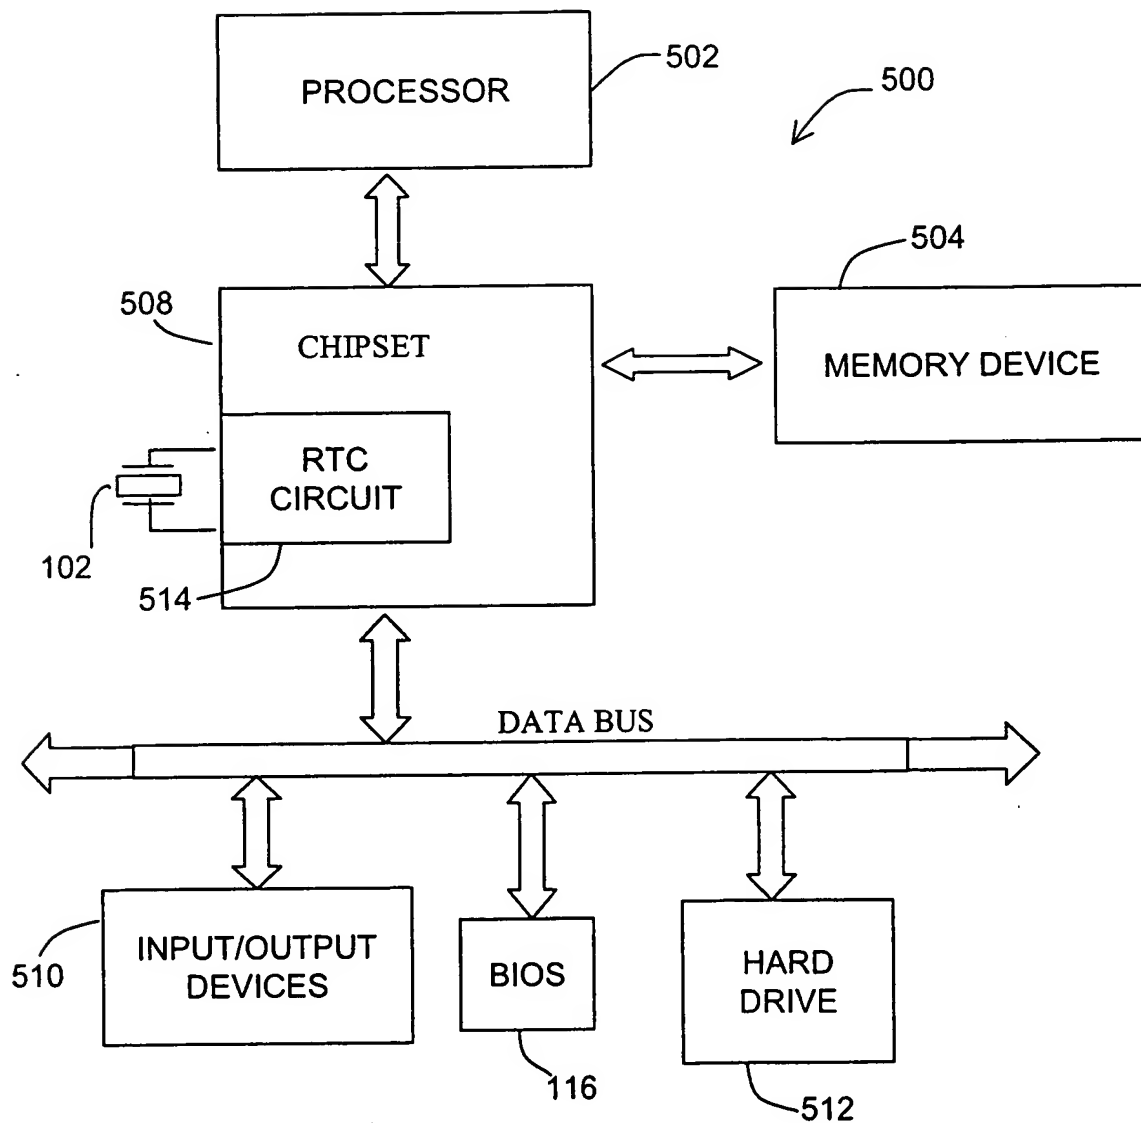 502
PROCESSOR
500
504
508
CHIPSET
MEMORY DEVICE
RTC
CIRCUIT
102
514
DATA BUS
INPUT/OUTPUT
DEVICES
510
BIOS
HARD
DRIVE
116
512